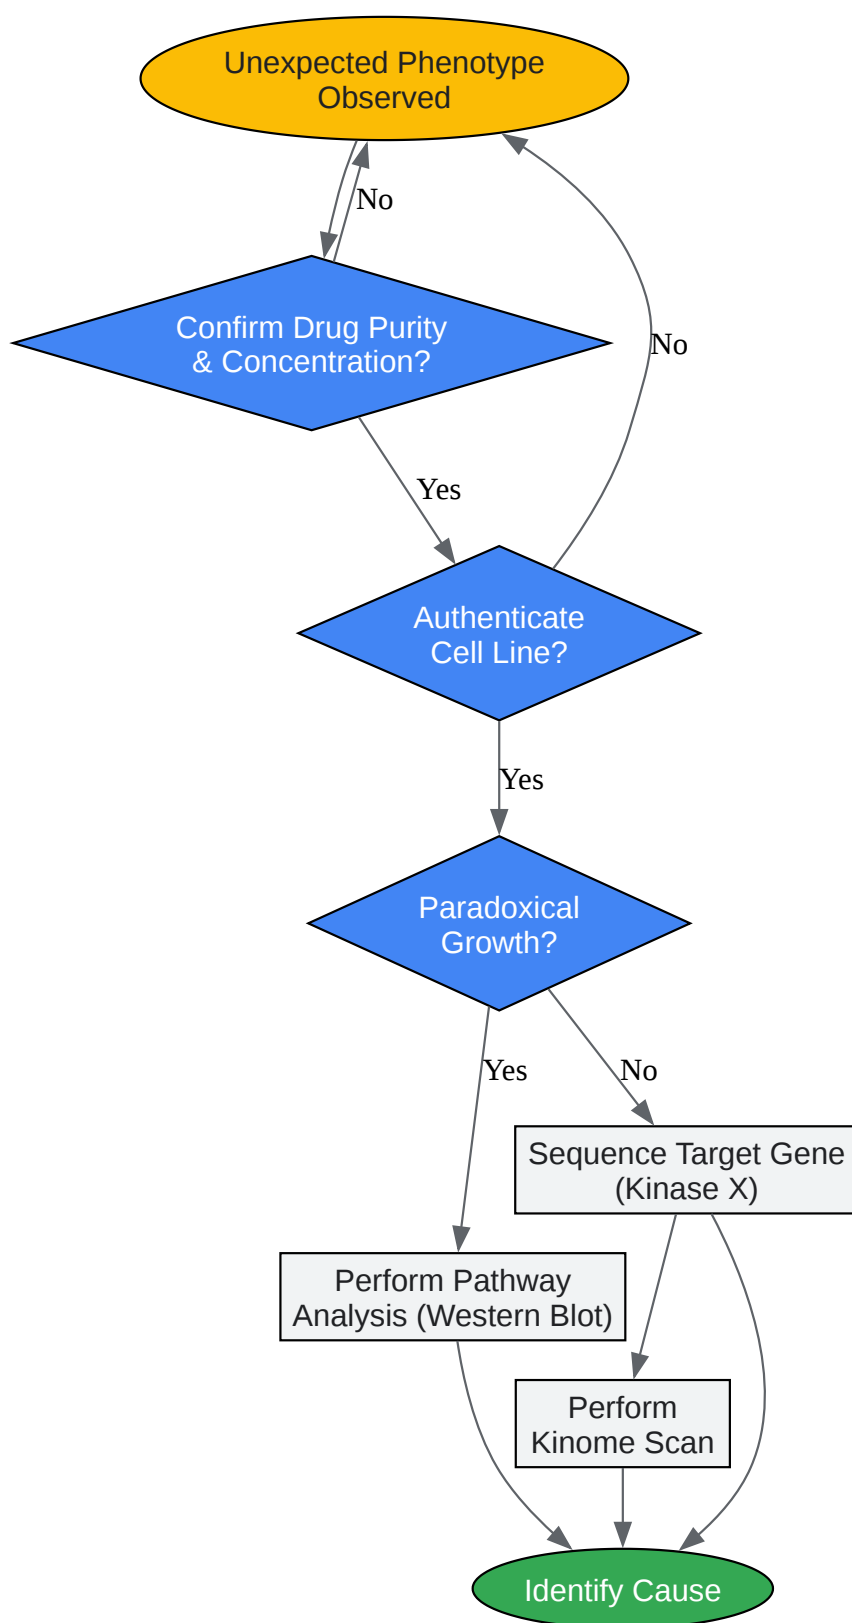 Unexpected Phenotype
Observed
No
Confirm Drug Purity
& Concentration?
No
Yes
Authenticate
Cell Line?
Yes
Paradoxical
Growth?
Yes
No
Sequence Target Gene
(Kinase X)
Perform Pathway
Analysis (Western Blot)
Perform
Kinome Scan
Identify Cause